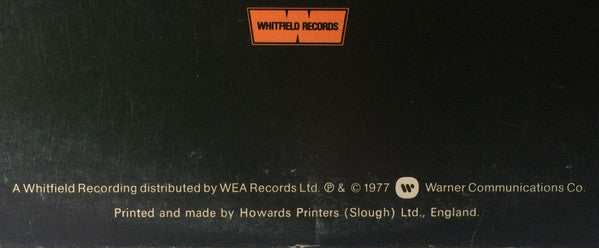 WHITFIELD RECORDS
A Whitfield Recording distributed by WEA Records Ltd. ℗ & © 1977 W Warner Communications Co.
Printed and made by Howards Printers (Slough) Ltd., England.